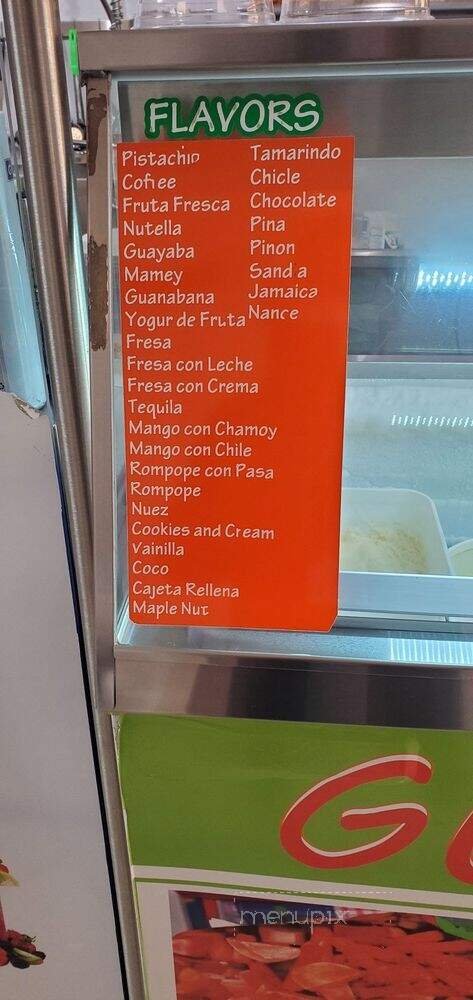 FLAVORS
Pistachio
Coffee
Fruta Fresca
Nutella
Guayaba
Mamey
Guanabana
Yogur de Fruta
Fresa
Fresa con Leche
Fresa con Crema
Tequila
Mango con Chamoy
Mango con Chile
Rompope con Pasa
Rompope
Nuez
Cookies and Cream
Vainilla
Coco
Cajeta Rellena
Maple Nut
Tamarindo
Chicle
Chocolate
Pina
Pinon
Sand a
Jamaica
Nance
G
menupix